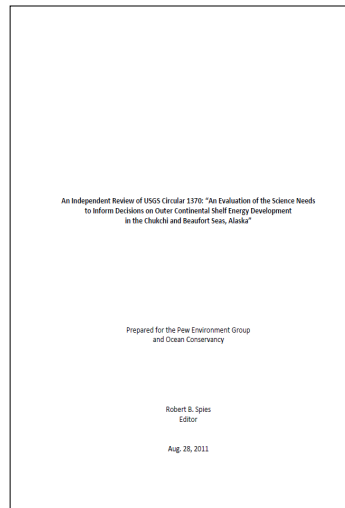 An Independent Review of USGS Circular 1370: “An Evaluation of the Science Needs
to Inform Decisions on Outer Continental Shelf Energy Development
in the Chukchi and Beaufort Seas, Alaska”
Prepared for the Pew Environment Group
and Ocean Conservancy
Robert B. Spies
Editor
Aug. 28, 2011